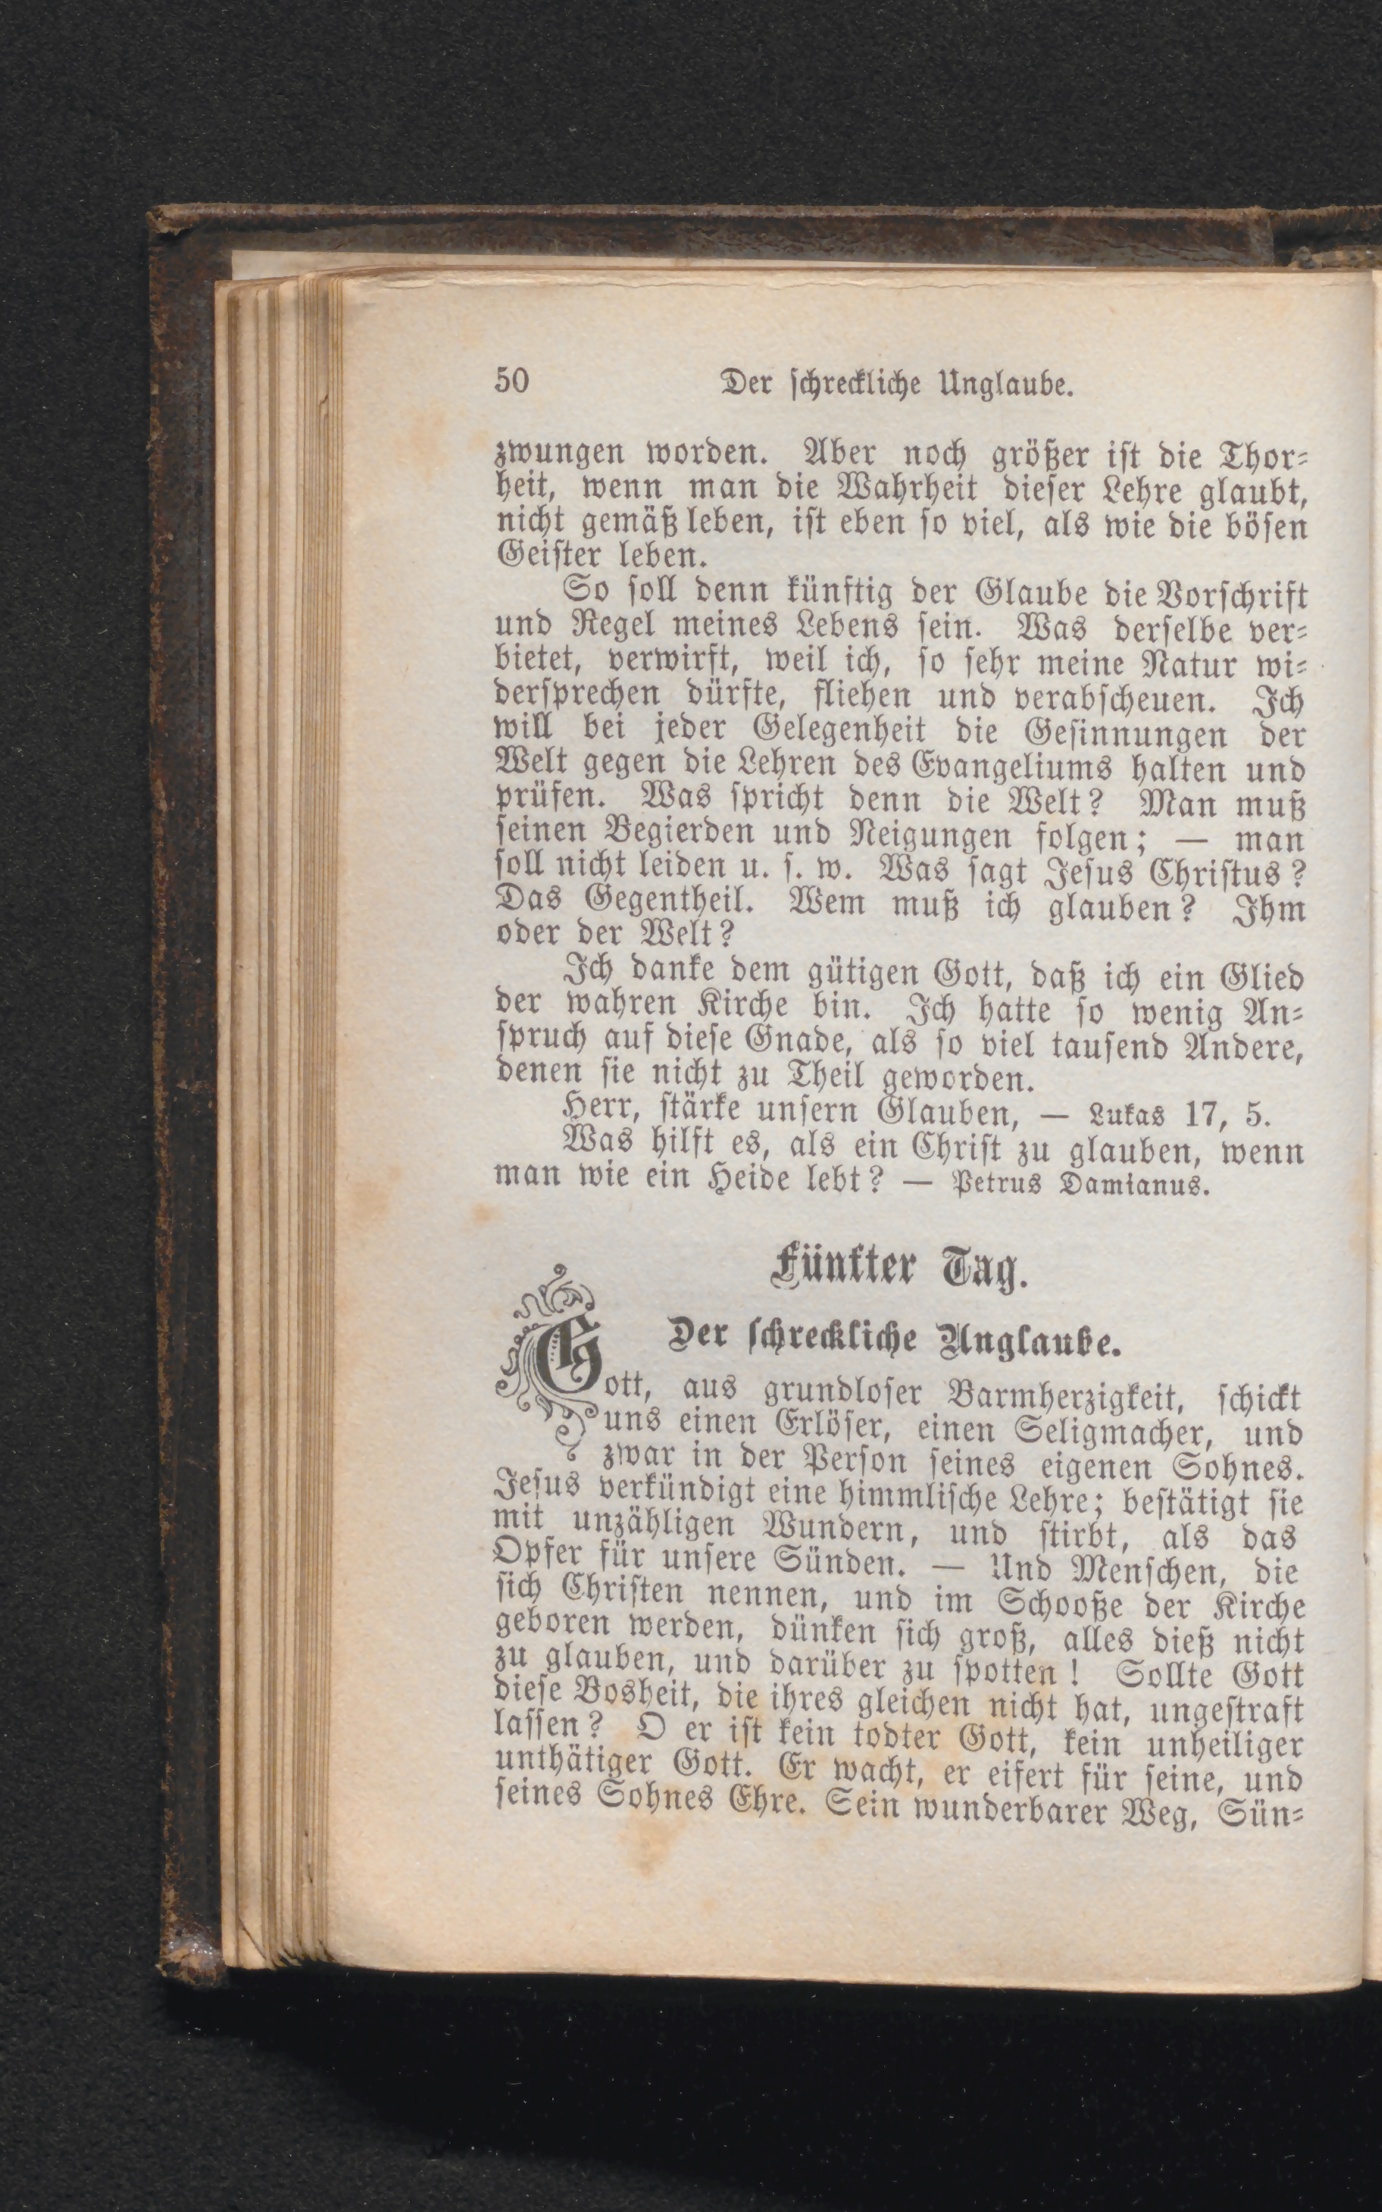 50 Der schreckliche Unglaube.
zwungen worden. Aber noch größer ist die Thor-
heit, wenn man die Wahrheit dieser Lehre glaubt,
nicht gemäß leben, ist eben so viel, als wie die bösen
Geister leben.
So soll denn künftig der Glaube die Vorschrift
und Regel meines Lebens sein. Was derselbe ver-
bietet, verwirft, weil ich, so sehr meine Natur wi-
dersprechen dürfte, fliehen und verabscheuen. Ich
will bei jeder Gelegenheit die Gesinnungen der
Welt gegen die Lehren des Evangeliums halten und
prüfen. Was spricht denn die Welt? Man muß
seinen Begierden und Neigungen folgen; — man
soll nicht leiden u. s. w. Was sagt Jesus Christus?
Das Gegentheil. Wem muß ich glauben? Ihm
oder der Welt?
Ich danke dem gütigen Gott, daß ich ein Glied
der wahren Kirche bin. Ich hatte so wenig An-
spruch auf diese Gnade, als so viel tausend Andere,
denen sie nicht zu Theil geworden.
Herr, stärke unsern Glauben, — Lukas 17, 5.
Was hilft es, als ein Christ zu glauben, wenn
man wie ein Heide lebt? — Petrus Damianus.
Fünfter Tag.
Der schreckliche Unglaube.
Gott, aus grundloser Barmherzigkeit, schickt
uns einen Erlöser, einen Seligmacher, und
zwar in der Person seines eigenen Sohnes.
Jesus verkündigt eine himmlische Lehre; bestätigt sie
mit unzähligen Wundern, und stirbt, als das
Opfer für unsere Sünden. — Und Menschen, die
sich Christen nennen, und im Schooße der Kirche
geboren werden, dünken sich groß, alles dieß nicht
zu glauben, und darüber zu spotten! Sollte Gott
diese Bosheit, die ihres gleichen nicht hat, ungestraft
lassen? O er ist kein todter Gott, kein unheiliger
unthätiger Gott. Er wacht, er eifert für seine, und
seines Sohnes Ehre. Sein wunderbarer Weg, Sün-